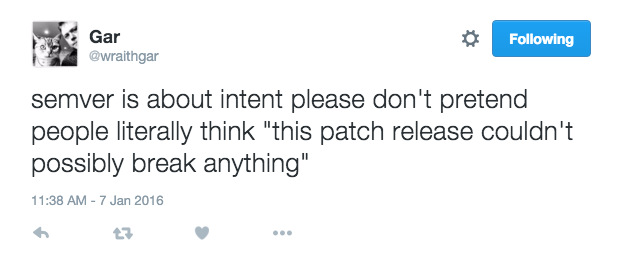 Gar
@wraithgar
Following
semver is about intent please don't pretend
people literally think "this patch release couldn't
possibly break anything"
11:38 AM - 7 Jan 2016